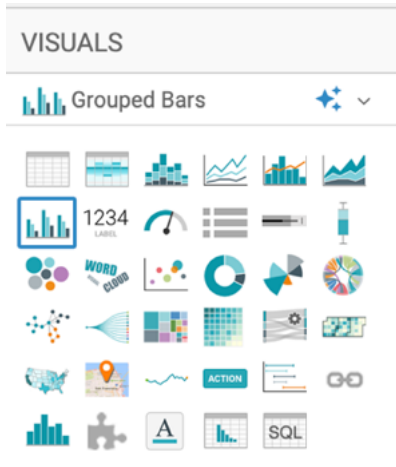 VISUALS
Grouped Bars
1234
LABEL
WORD
CLOUD
ACTION
A
SQL